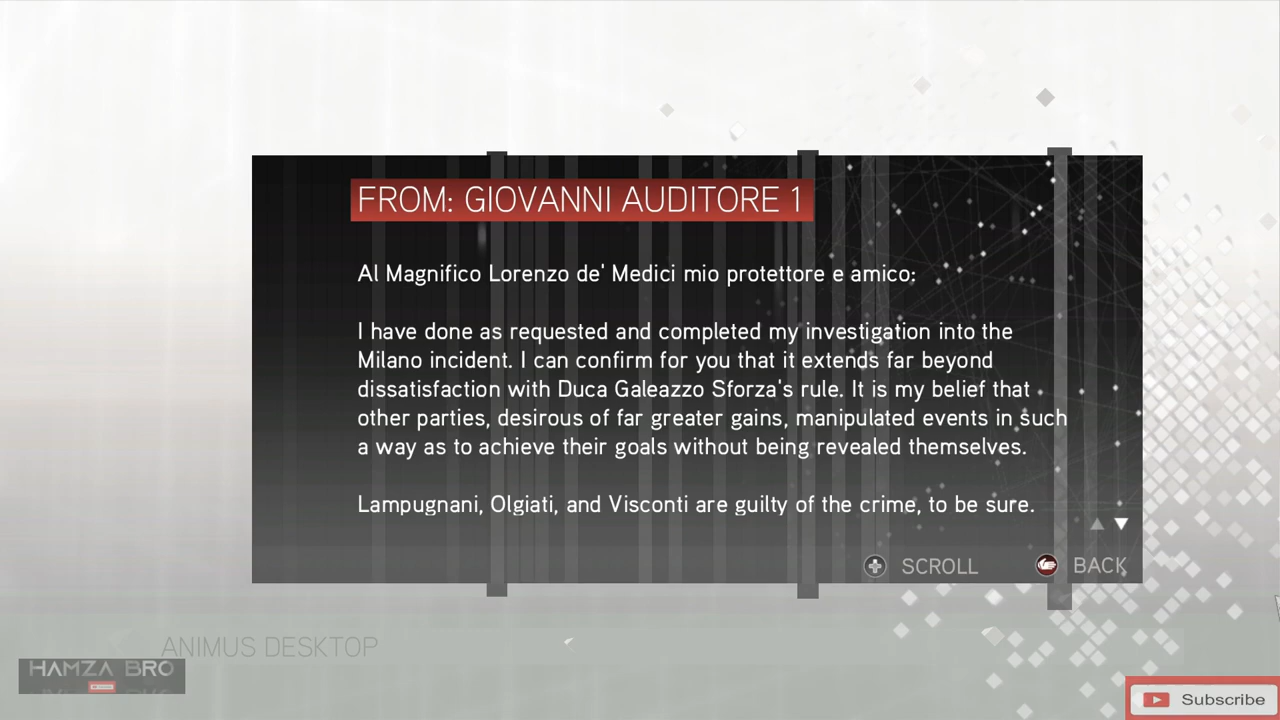 FROM: GIOVANNI AUDITORE 1
Al Magnifico Lorenzo de' Medici mio protettore e amico:
I have done as requested and completed my investigation into the
Milano incident. I can confirm for you that it extends far beyond
dissatisfaction with Duca Galeazzo Sforza's rule. It is my belief that
other parties, desirous of far greater gains, manipulated events in such
a way as to achieve their goals without being revealed themselves.
Lampugnani, Olgiati, and Visconti are guilty of the crime, to be sure.
SCROLL BACK
ANIMUS DESKTOP
HAMZA BRO
Subscribe